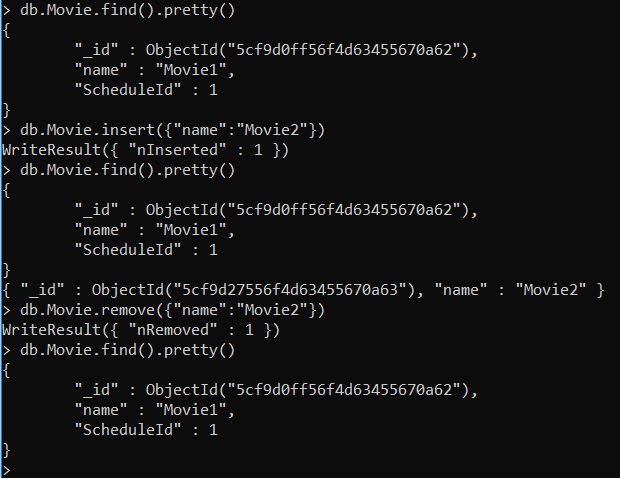 > db.Movie.find().pretty()
{
        "_id" : ObjectId("5cf9d0ff56f4d63455670a62"),
        "name" : "Movie1",
        "ScheduleId" : 1
}
> db.Movie.insert({"name":"Movie2"})
WriteResult({ "nInserted" : 1 })
> db.Movie.find().pretty()
{
        "_id" : ObjectId("5cf9d0ff56f4d63455670a62"),
        "name" : "Movie1",
        "ScheduleId" : 1
}
{ "_id" : ObjectId("5cf9d27556f4d63455670a63"), "name" : "Movie2" }
> db.Movie.remove({"name":"Movie2"})
WriteResult({ "nRemoved" : 1 })
> db.Movie.find().pretty()
{
        "_id" : ObjectId("5cf9d0ff56f4d63455670a62"),
        "name" : "Movie1",
        "ScheduleId" : 1
}
>